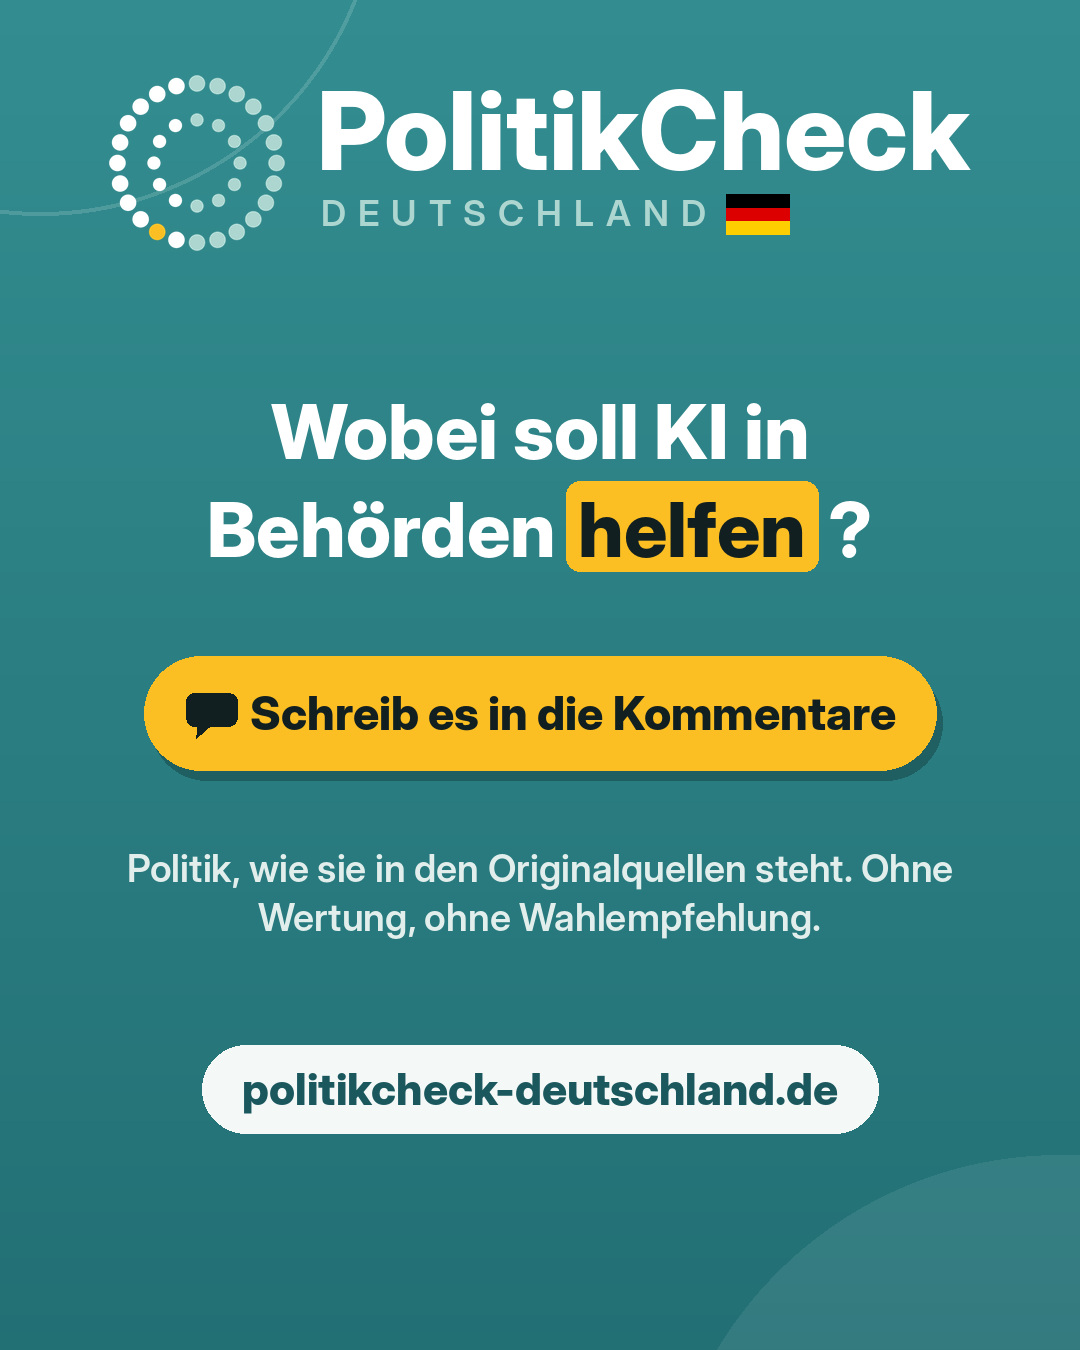 PolitikCheck
DEUTSCHLAND
Wobei soll KI in
Behörden helfen ?
Schreib es in die Kommentare
Politik, wie sie in den Originalquellen steht. Ohne
Wertung, ohne Wahlempfehlung.
politikcheck-deutschland.de